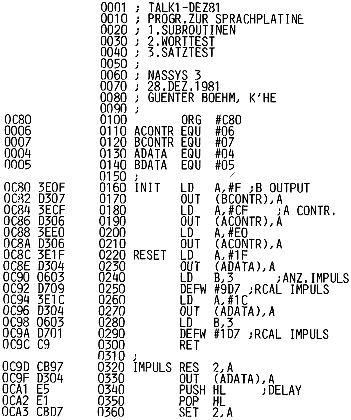 0001 ; TALK1-DEZ81
0010 ; PROGR.ZUR SPRACHPLATINE
0020 ; 1.SUBROUTINEN
0030 ; 2.WORTTEST
0040 ; 3.SATZTEST
0050 ;
0060 ; NASSYS 3
0070 ; 28.DEZ.1981
0080 ; GUENTER BOEHM, K'HE
0090 ;
0C80 0100 ORG #C80
0006 0110 ACONTR EQU #06
0007 0120 BCONTR EQU #07
0004 0130 ADATA EQU #04
0005 0140 BDATA EQU #05
0150 ;
0C80 3E0F 0160 INIT LD A,#F ;B OUTPUT
0C82 D307 0170 OUT (BCONTR),A
0C84 3ECF 0180 LD A,#CF ;A CONTR.
0C86 D306 0190 OUT (ACONTR),A
0C88 3EE0 0200 LD A,#E0
0C8A D306 0210 OUT (ACONTR),A
0C8C 3E1F 0220 RESET LD A,#1F
0C8E D304 0230 OUT (ADATA),A
0C90 0603 0240 LD B,3 ;ANZ.IMPULS
0C92 D709 0250 DEFW #9D7 ;RCAL IMPULS
0C94 3E1C 0260 LD A,#1C
0C96 D304 0270 OUT (ADATA),A
0C98 0603 0280 LD B,3
0C9A D701 0290 DEFW #1D7 ;RCAL IMPULS
0C9C C9 0300 RET
0310 ;
0C9D CB97 0320 IMPULS RES 2,A
0C9F D304 0330 OUT (ADATA),A
0CA1 E5 0340 PUSH HL ;DELAY
0CA2 E1 0350 POP HL
0CA3 CBD7 0360 SET 2,A